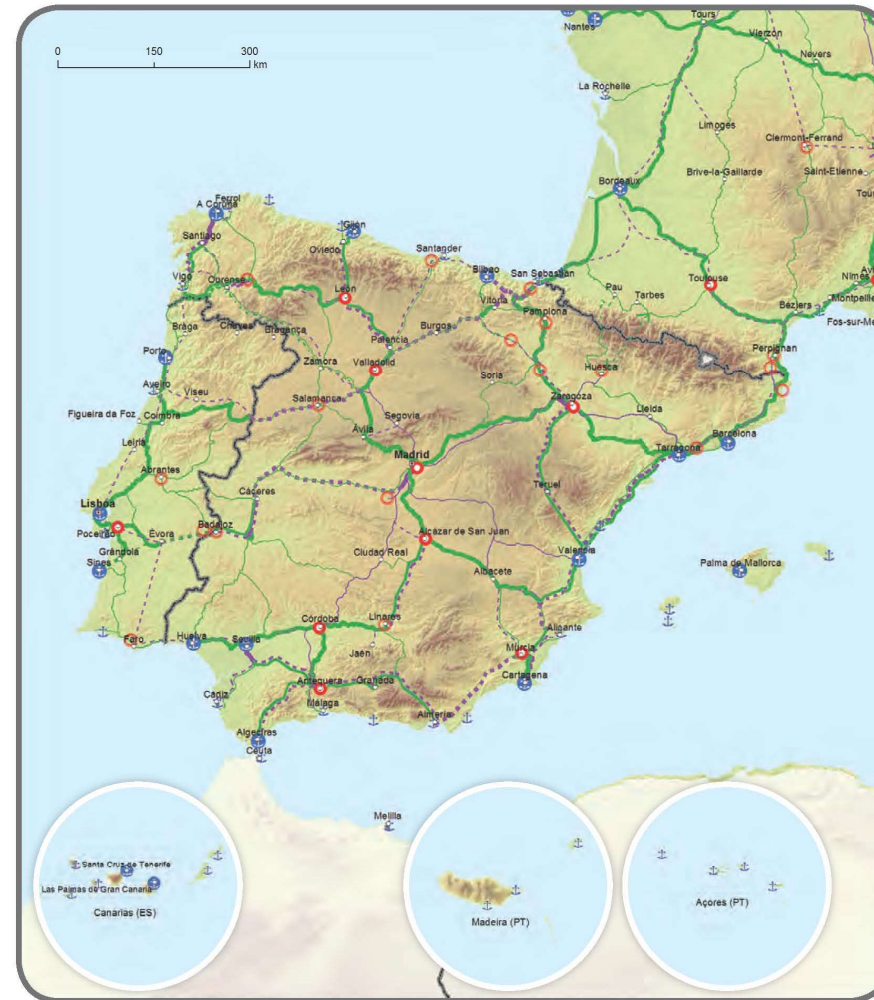 0 150 300
km
Nantes
Tours
Vierzon
Nevers
La Rochelle
Limoges
Clermont-Ferrand
Saint-Etienne
Brive-la-Gaillarde
Bordeaux
Ferrol
A Coruña
Santiago
Gijón
Oviedo
Santander
Bilbao
San Sebastián
Toulouse
Nîmes
Montpelle
Béziers
Fos-sur-Me
Vigo
Ourense
León
Vitoria
Pau
Tarbes
Pamplona
Braga
Chaves
Bragança
Palencia
Burgos
Perpignan
Porto
Zamora
Valladolid
Huesca
Soria
Aveiro
Viseu
Salamanca
Zaragoza
Lleida
Figueira da Foz
Coimbra
Segovia
Ávila
Barcelona
Leiria
Madrid
Tarragona
Abrantes
Cáceres
Teruel
Lisboa
Poceirão
Évora
Badajoz
Alcázar de San Juan
Grândola
Ciudad Real
Valencia
Sines
Albacete
Palma de Mallorca
Faro
Huelva
Sevilla
Córdoba
Linares
Alicante
Jaén
Murcia
Cartagena
Antequera
Granada
Cádiz
Málaga
Almería
Algeciras
Ceuta
Melilla
Santa Cruz de Tenerife
Las Palmas de Gran Canaria
Canarias (ES)
Madeira (PT)
Açores (PT)